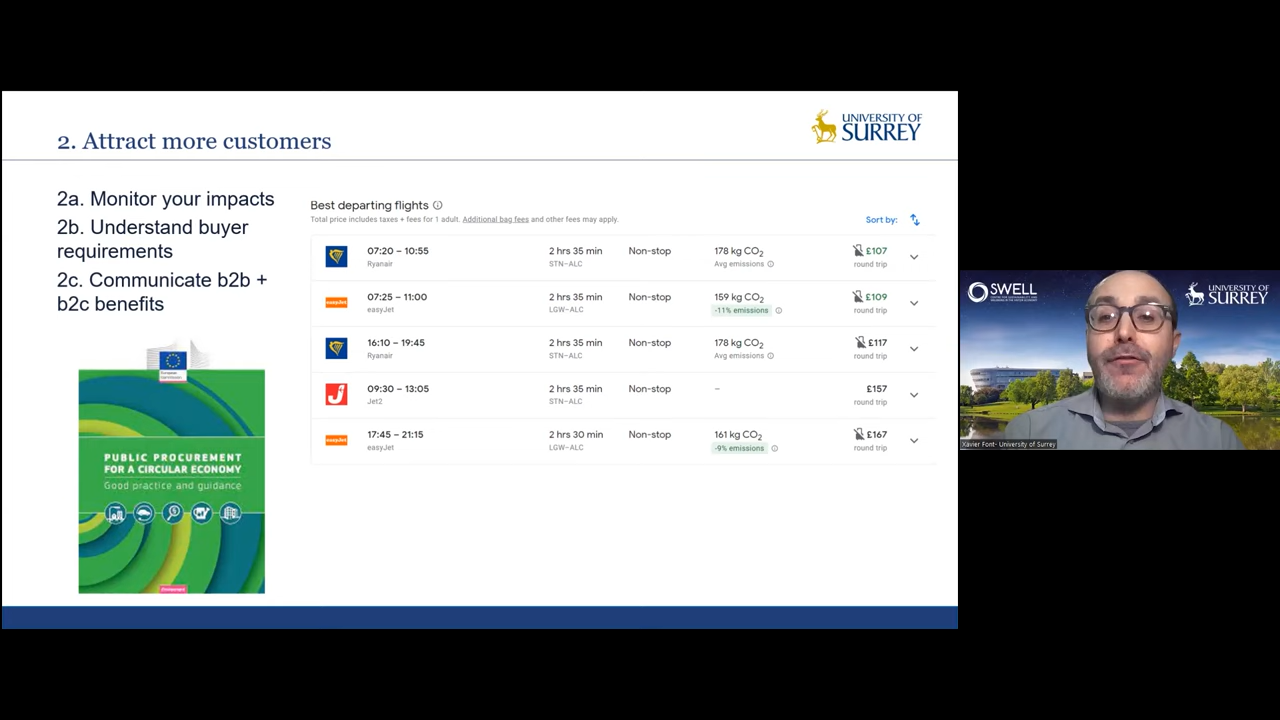 2. Attract more customers
UNIVERSITY OF
SURREY
2a. Monitor your impacts
2b. Understand buyer
requirements
2c. Communicate b2b +
b2c benefits
PUBLIC PROCUREMENT
FOR A CIRCULAR ECONOMY
Good practice and guidance
Best departing flights
Total price includes taxes + fees for 1 adult. Additional bag fees and other fees may apply.
Sort by:
07:20 – 10:55 2 hrs 35 min Non-stop 178 kg CO2 £107
Ryanair STN–ALC Avg emissions round trip
easyJet 07:25 – 11:00 2 hrs 35 min Non-stop 159 kg CO2 £109
easyJet LGW–ALC -11% emissions round trip
16:10 – 19:45 2 hrs 35 min Non-stop 178 kg CO2 £117
Ryanair STN–ALC Avg emissions round trip
09:30 – 13:05 2 hrs 35 min Non-stop – £157
Jet2 STN–ALC round trip
easyJet 17:45 – 21:15 2 hrs 30 min Non-stop 161 kg CO2 £167
easyJet LGW–ALC -9% emissions round trip
SWELL
UNIVERSITY OF
SURREY
Xavier Font- University of Surrey